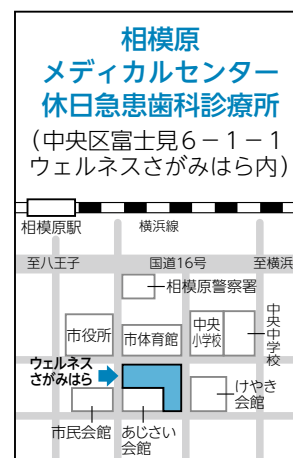 相模原
メディカルセンター
休日急患歯科診療所
（中央区富士見6－1－1
ウェルネスさがみはら内）
相模原駅
横浜線
至八王子
国道16号
至横浜
相模原警察署
市役所
市体育館
中央
小学校
中央中学校
ウェルネス
さがみはら
けやき
会館
市民会館
あじさい
会館